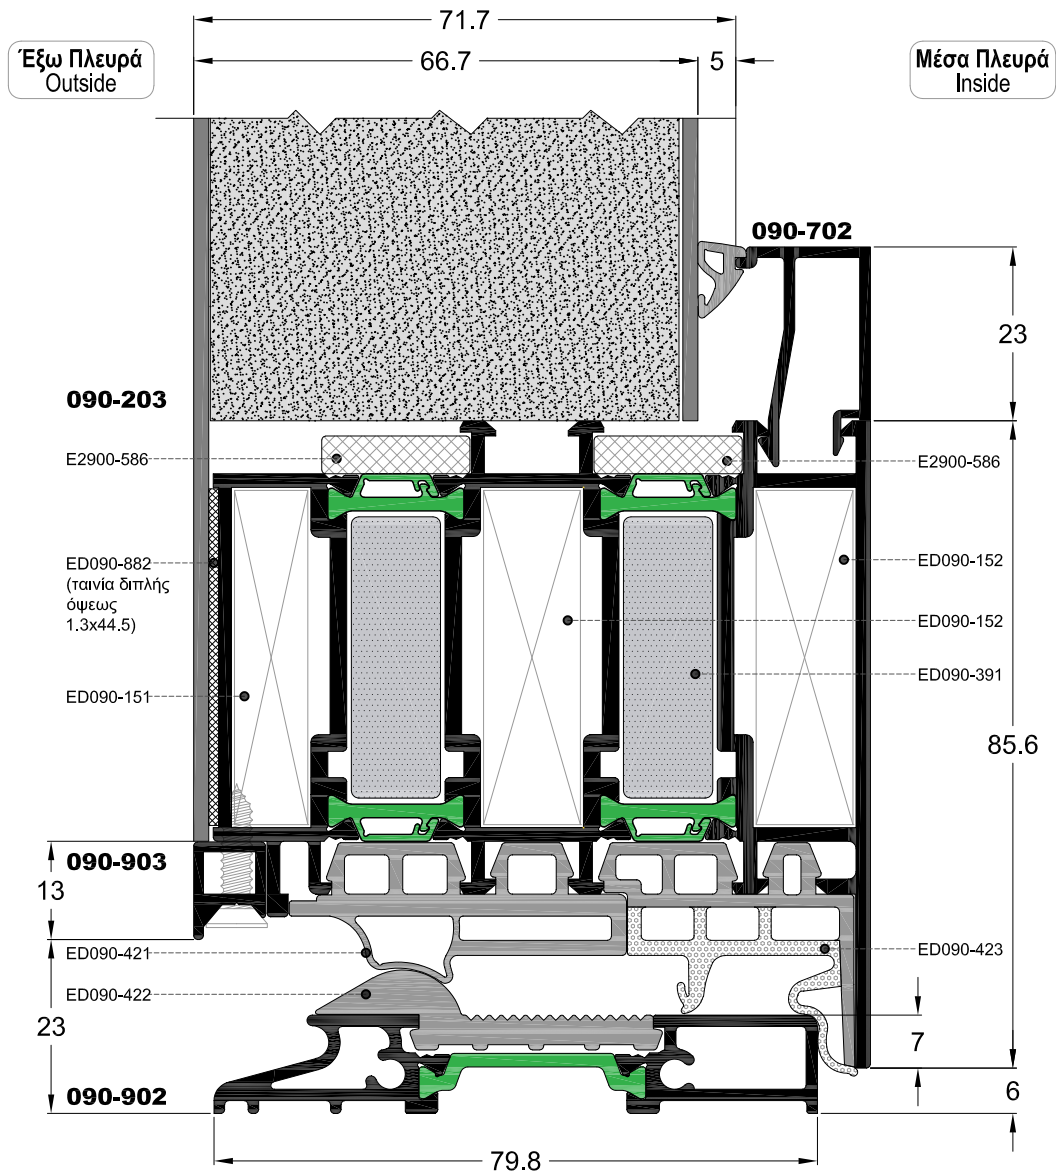 71.7
Έξω Πλευρά
Outside
66.7
5
Μέσα Πλευρά
Inside
090-702
23
090-203
E2900-586
E2900-586
ED090-882
(ταινία διπλής
όψεως
1.3x44.5)
ED090-152
ED090-152
ED090-391
ED090-151
85.6
090-903
13
ED090-421
ED090-423
ED090-422
23
7
090-902
6
79.8